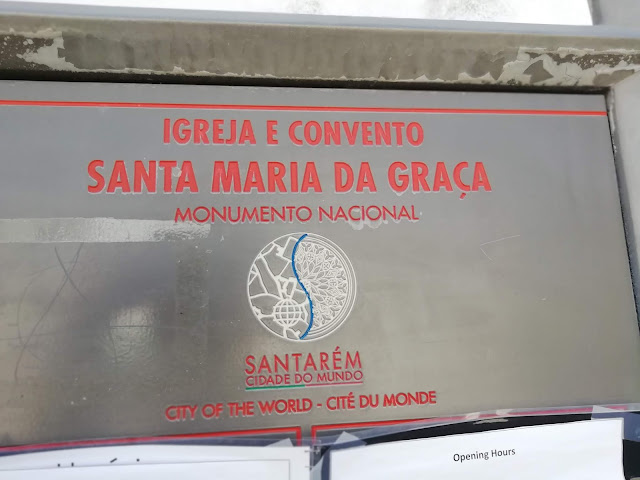 IGREJA E CONVENTO
SANTA MARIA DA GRAÇA
MONUMENTO NACIONAL
SANTARÉM
CIDADE DO MUNDO
CITY OF THE WORLD - CITÉ DU MONDE
Opening Hours